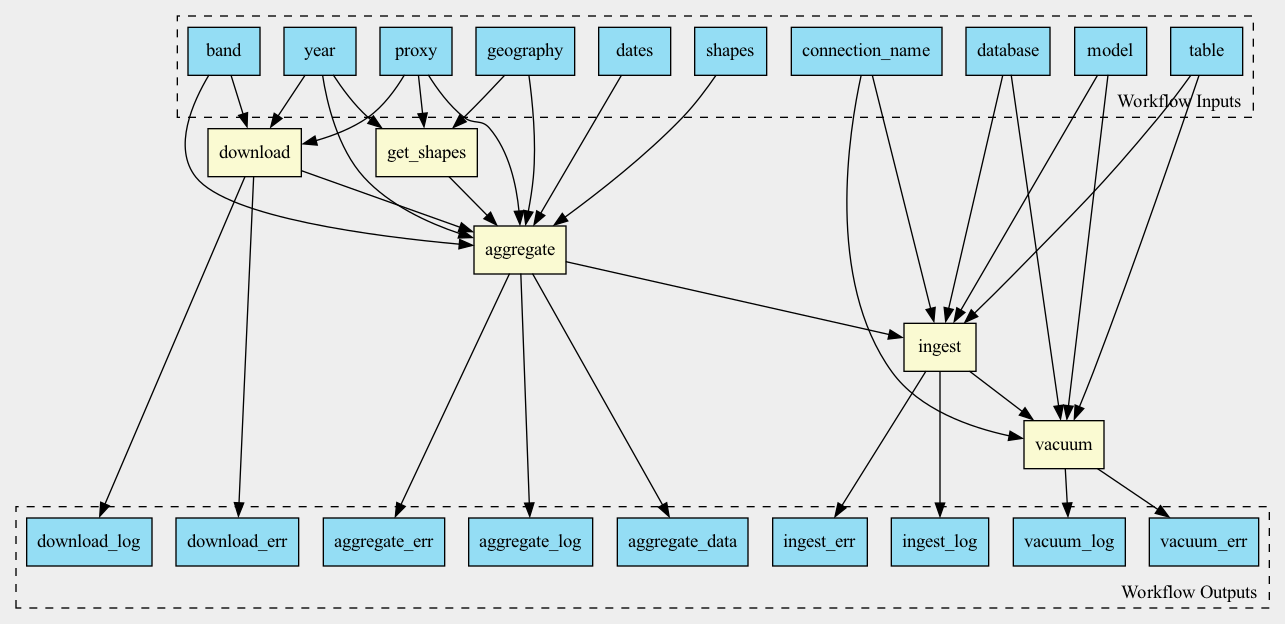 band
year
proxy
geography
dates
shapes
connection_name
database
model
table
Workflow Inputs
download
get_shapes
aggregate
ingest
vacuum
download_log
download_err
aggregate_err
aggregate_log
aggregate_data
ingest_err
ingest_log
vacuum_log
vacuum_err
Workflow Outputs